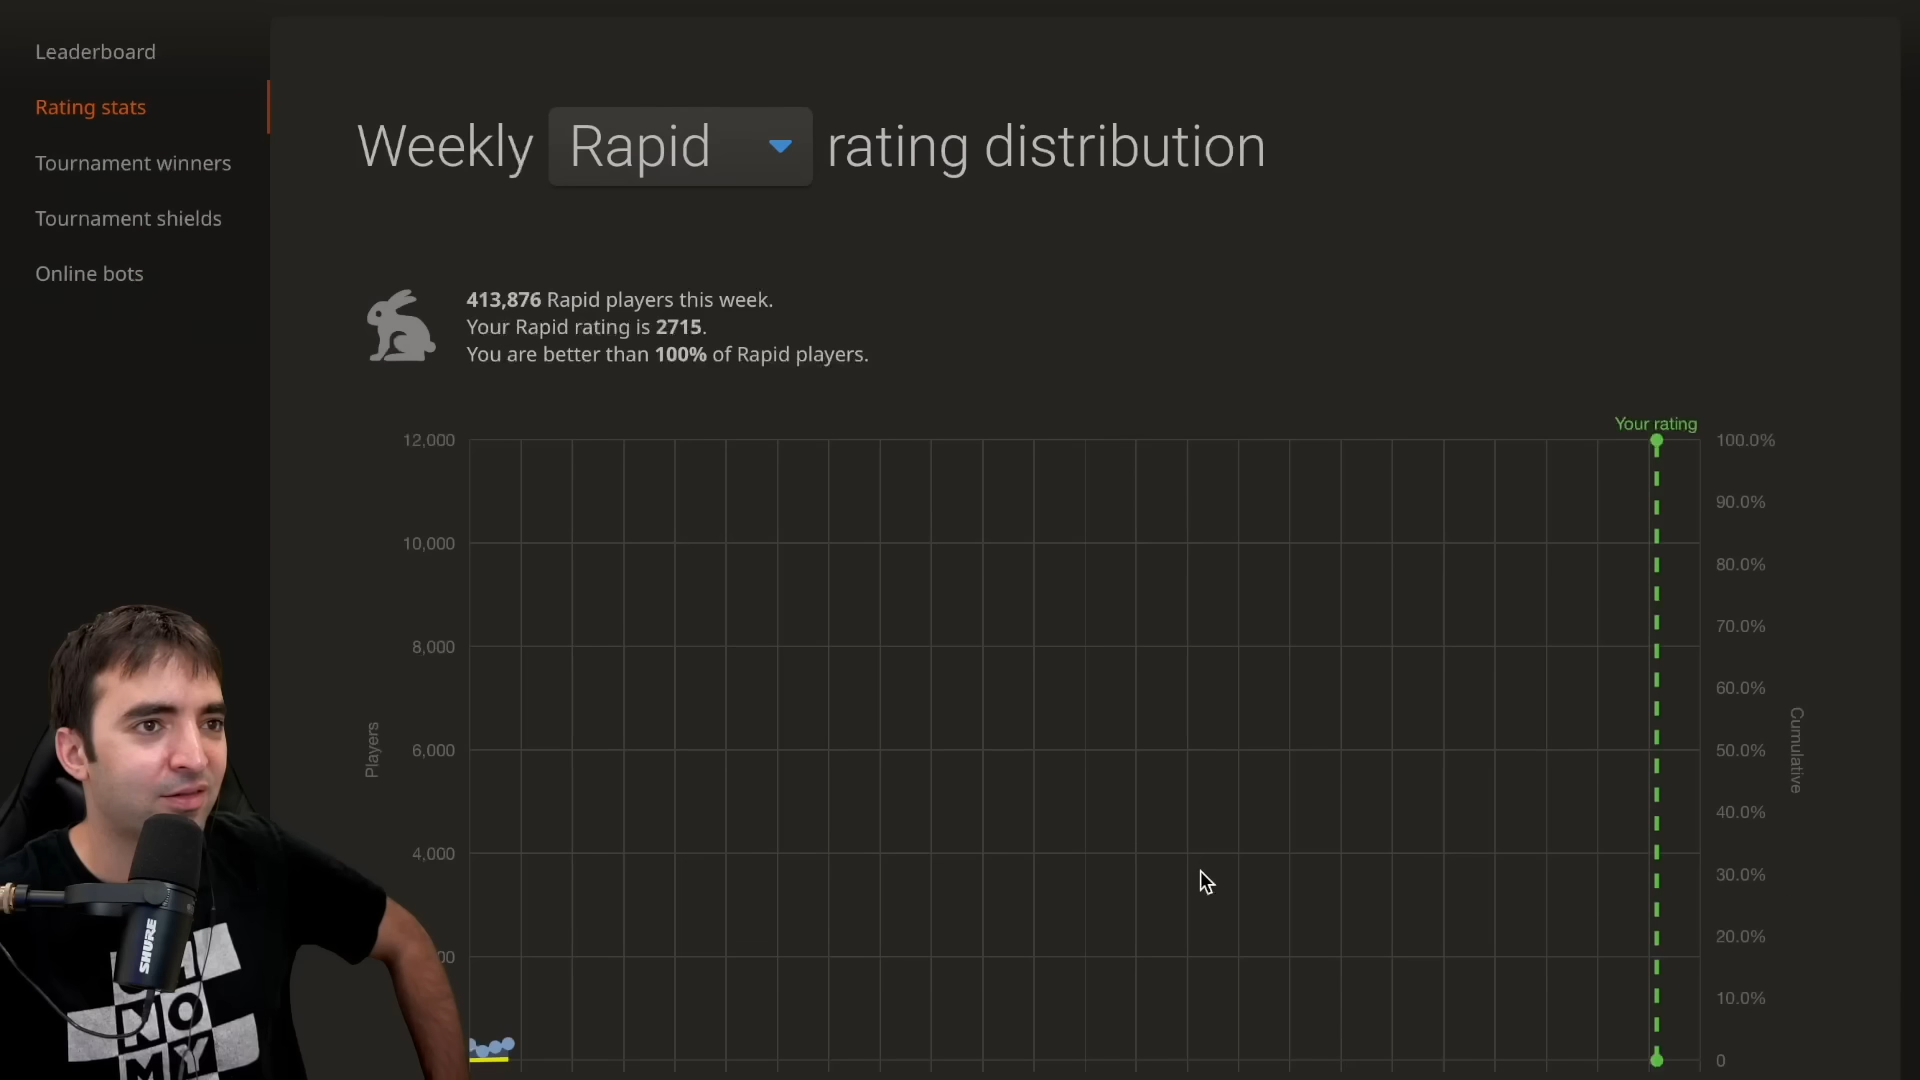 Leaderboard
Rating stats
Tournament winners
Tournament shields
Online bots
Weekly Rapid rating distribution
413,876 Rapid players this week.
Your Rapid rating is 2715.
You are better than 100% of Rapid players.
Your rating
12,000
10,000
8,000
6,000
4,000
00
Players
100.0%
90.0%
80.0%
70.0%
60.0%
50.0%
40.0%
30.0%
20.0%
10.0%
0
Cumulative
SHURE